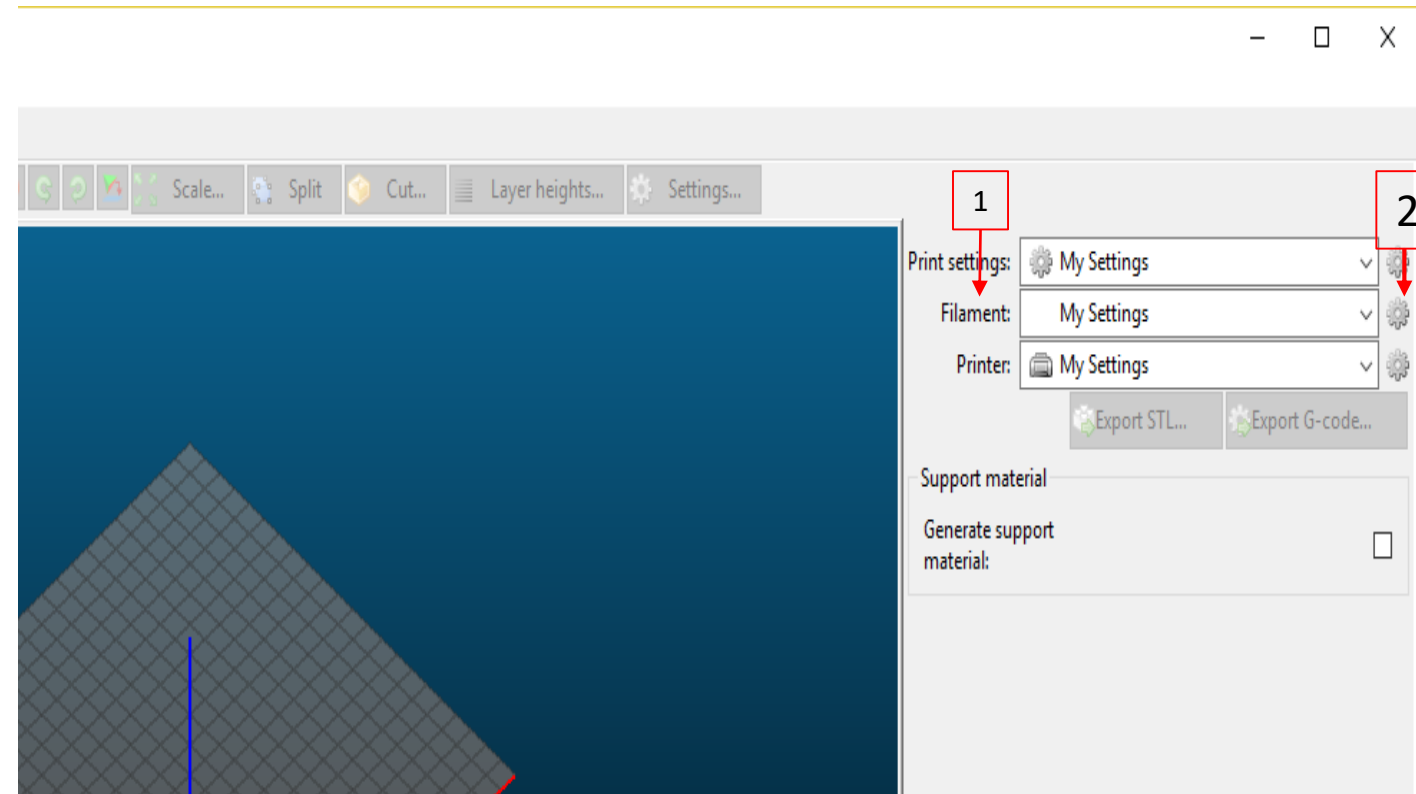 Scale... Split Cut... Layer heights... Settings...
1
2
Print settings: My Settings
Filament: My Settings
Printer: My Settings
Export STL... Export G-code...
Support material
Generate support
material: